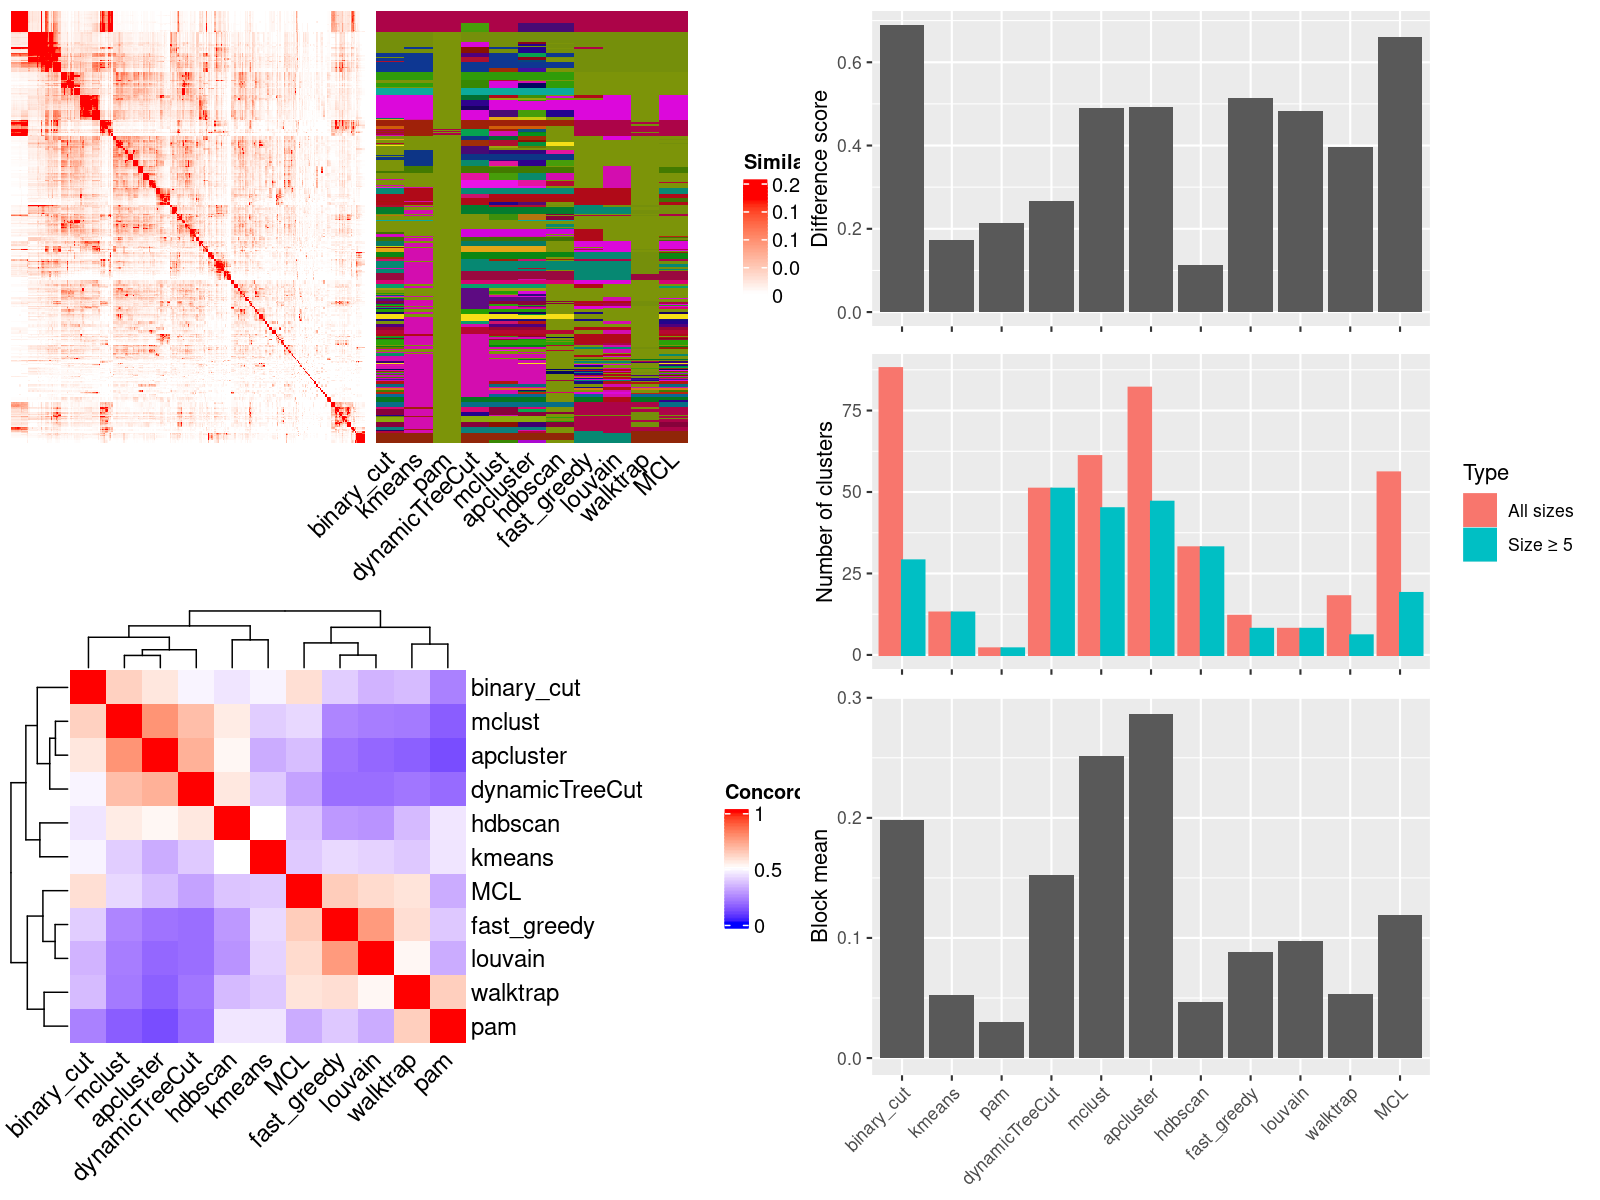 Simila
0.2
0.1
0.1
0.0
0
binary_cut
kmeans
pam
dynamicTreeCut
mclust
apcluster
hdbscan
fast_greedy
louvain
walktrap
MCL
binary_cut
mclust
apcluster
dynamicTreeCut
hdbscan
kmeans
MCL
fast_greedy
louvain
walktrap
pam
binary_cut
mclust
apcluster
dynamicTreeCut
hdbscan
kmeans
MCL
fast_greedy
louvain
walktrap
pam
Concord
1
0.5
0
Difference score
0.6
0.4
0.2
0.0
Number of clusters
75
50
25
0
Type
All sizes
Size ≥ 5
Block mean
0.3
0.2
0.1
0.0
binary_cut
kmeans
pam
dynamicTreeCut
mclust
apcluster
hdbscan
fast_greedy
louvain
walktrap
MCL